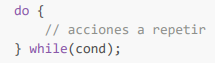 do {
// acciones a repetir
} while(cond);